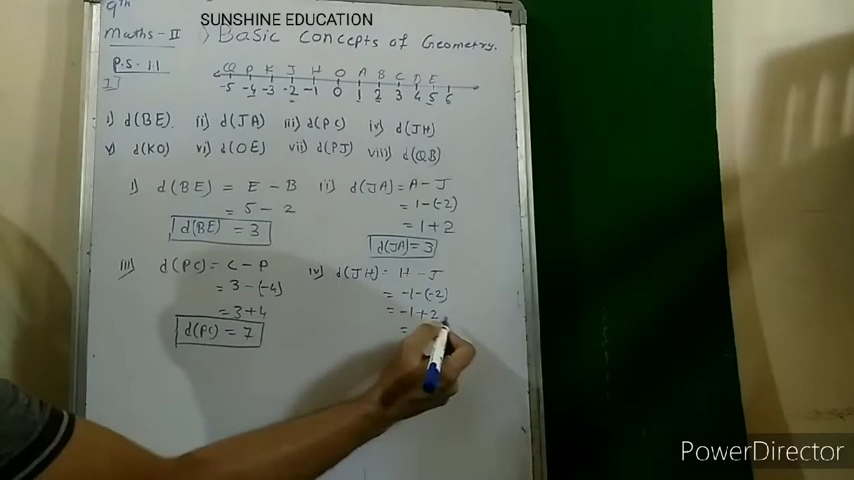 9th
SUNSHINE EDUCATION
Maths-II
) Basic Concepts of Geometry.
P.S. 1.1
1]
Q P K J H O A B C D E
-5 -4 -3 -2 -1 0 1 2 3 4 5 6
i) d(BE). ii) d(JA) iii) d(PC) iv) d(JH)
v) d(KO) vi) d(OE) vii) d(PJ) viii) d(QB)
i) d(BE) = E - B
= 5 - 2
d(BE) = 3
ii) d(JA) = A - J
= 1-(-2)
= 1+2
d(JA)=3
iii) d(PC) = C - P
= 3-(-4)
= 3+4
d(PC) = 7
iv) d(JH) = H - J
= -1-(-2)
= -1+2
=
PowerDirector